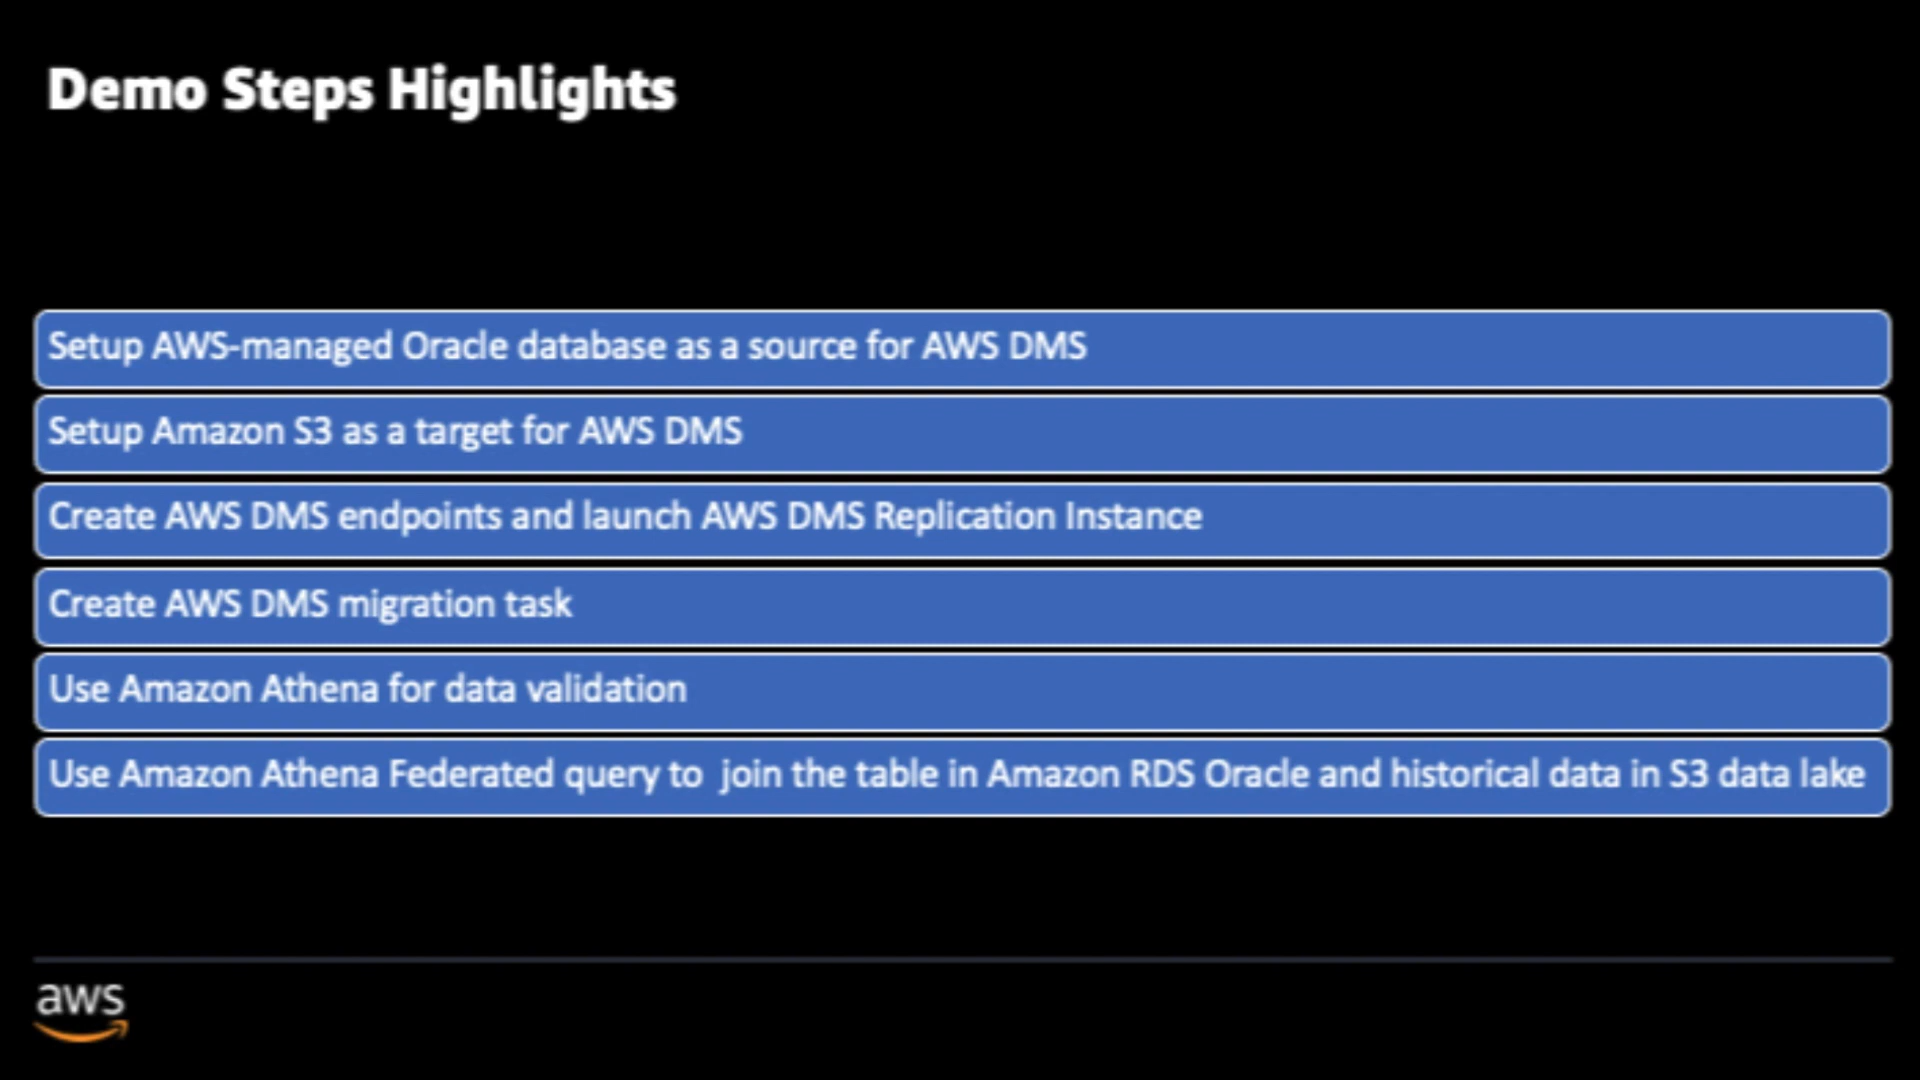 Demo Steps Highlights
Setup AWS-managed Oracle database as a source for AWS DMS
Setup Amazon S3 as a target for AWS DMS
Create AWS DMS endpoints and launch AWS DMS Replication Instance
Create AWS DMS migration task
Use Amazon Athena for data validation
Use Amazon Athena Federated query to  join the table in Amazon RDS Oracle and historical data in S3 data lake
aws